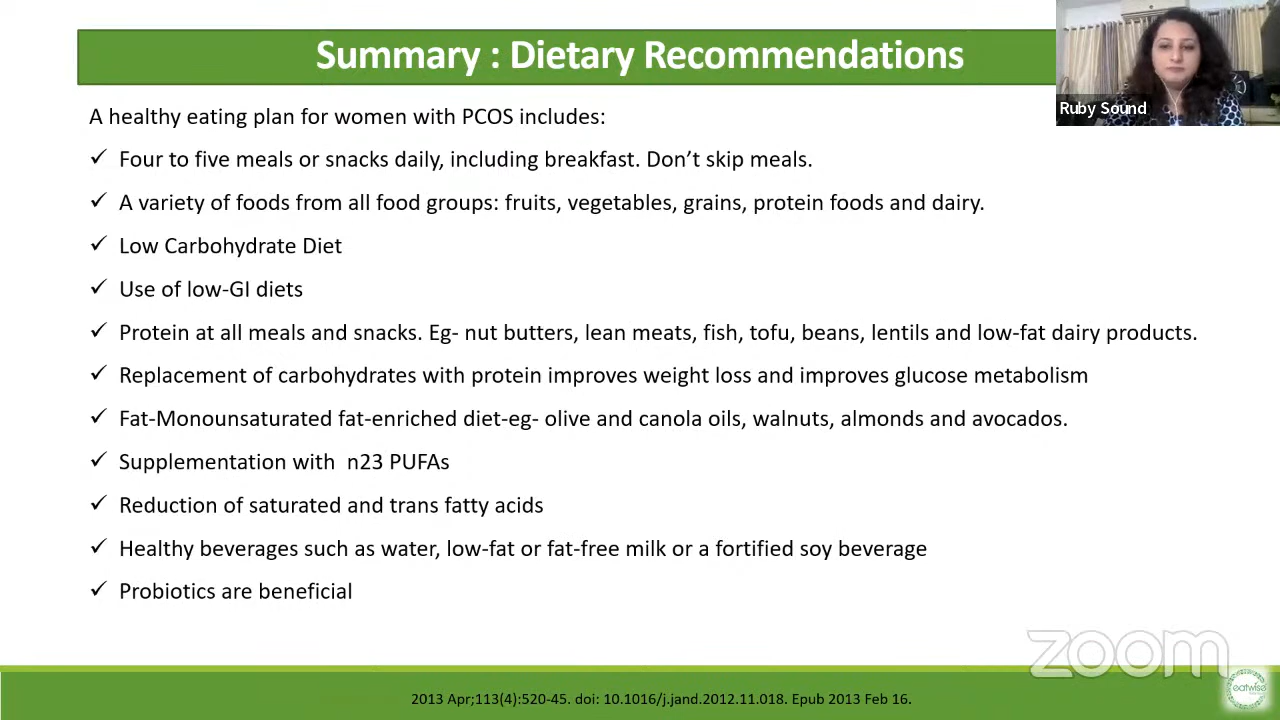 Summary : Dietary Recommendations
Ruby Sound
A healthy eating plan for women with PCOS includes:
✓ Four to five meals or snacks daily, including breakfast. Don’t skip meals.
✓ A variety of foods from all food groups: fruits, vegetables, grains, protein foods and dairy.
✓ Low Carbohydrate Diet
✓ Use of low-GI diets
✓ Protein at all meals and snacks. Eg- nut butters, lean meats, fish, tofu, beans, lentils and low-fat dairy products.
✓ Replacement of carbohydrates with protein improves weight loss and improves glucose metabolism
✓ Fat-Monounsaturated fat-enriched diet-eg- olive and canola oils, walnuts, almonds and avocados.
✓ Supplementation with  n23 PUFAs
✓ Reduction of saturated and trans fatty acids
✓ Healthy beverages such as water, low-fat or fat-free milk or a fortified soy beverage
✓ Probiotics are beneficial
zoom
eatwise
2013 Apr;113(4):520-45. doi: 10.1016/j.jand.2012.11.018. Epub 2013 Feb 16.